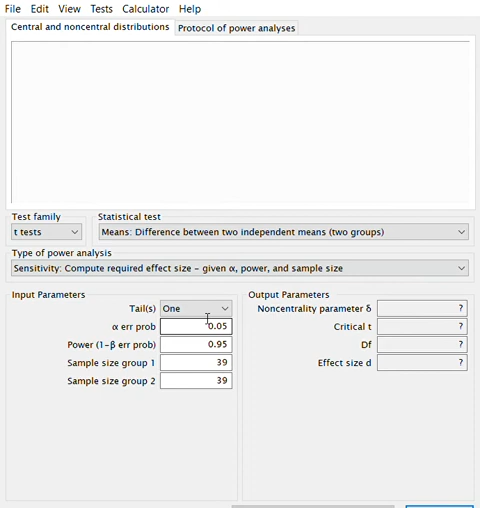 File Edit View Tests Calculator Help
Central and noncentral distributions Protocol of power analyses
Test family Statistical test
t tests Means: Difference between two independent means (two groups)
Type of power analysis
Sensitivity: Compute required effect size – given α, power, and sample size
Input Parameters Output Parameters
Tail(s) One Noncentrality parameter δ ?
α err prob 0.05 Critical t ?
Power (1-β err prob) 0.95 Df ?
Sample size group 1 39 Effect size d ?
Sample size group 2 39